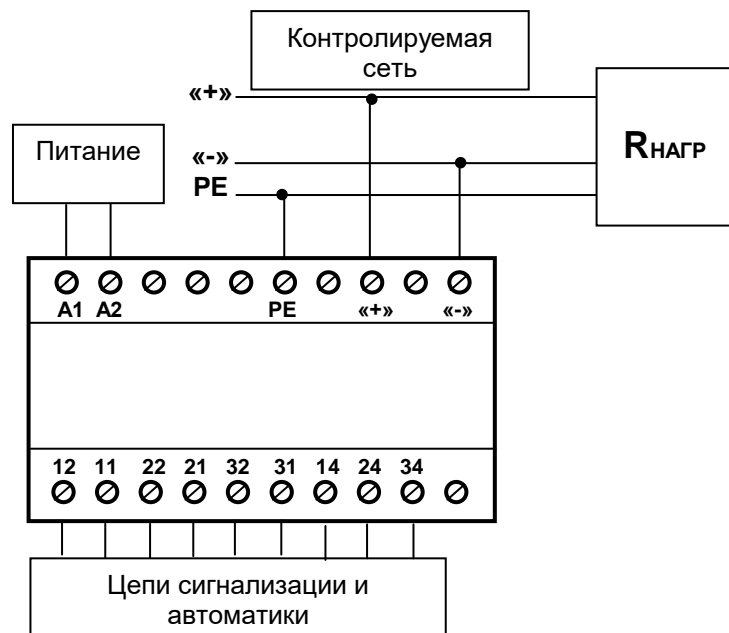 Контролируемая
сеть
«+»
Питание
«-»
RНАГР
PE
A1 A2 PE «+» «-»
12 11 22 21 32 31 14 24 34
Цепи сигнализации и
автоматики